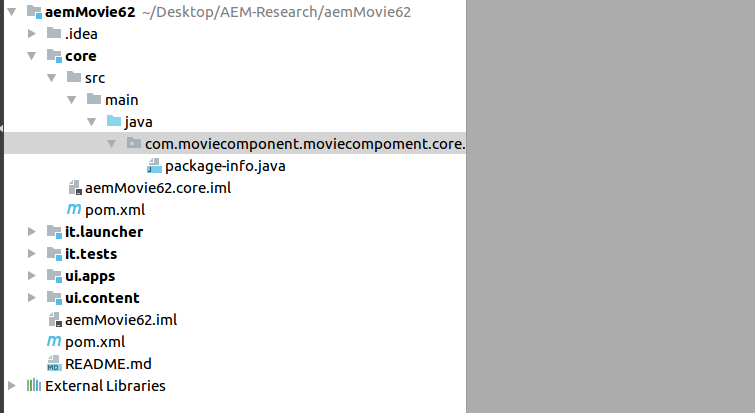 aemMovie62 ~/Desktop/AEM-Research/aemMovie62
.idea
core
src
main
java
com.moviecomponent.moviecompoment.core.
package-info.java
aemMovie62.core.iml
pom.xml
it.launcher
it.tests
ui.apps
ui.content
aemMovie62.iml
pom.xml
README.md
External Libraries